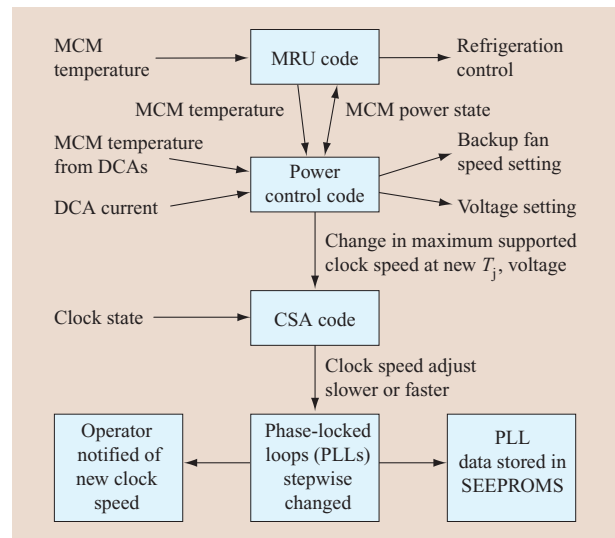 MCM
temperature
MRU code
Refrigeration
control
MCM temperature
MCM power state
MCM temperature
from DCAs
DCA current
Power
control code
Backup fan
speed setting
Voltage setting
Change in maximum supported
clock speed at new Tj, voltage
Clock state
CSA code
Clock speed adjust
slower or faster
Operator
notified of
new clock
speed
Phase-locked
loops (PLLs)
stepwise
changed
PLL
data stored in
SEEPROMS